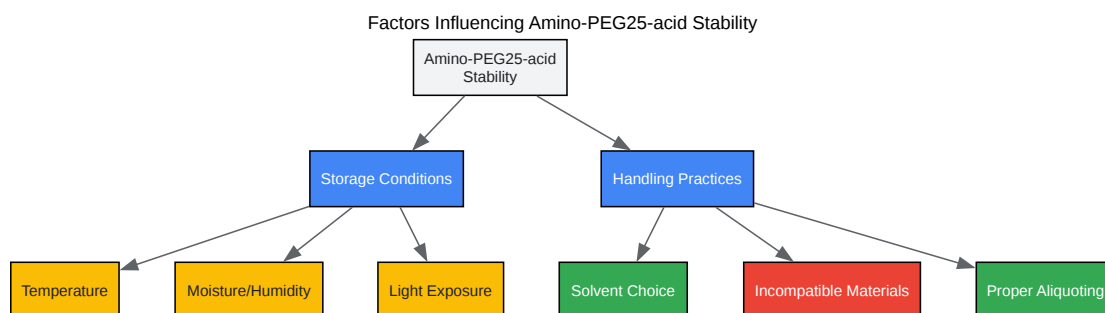 Factors Influencing Amino-PEG25-acid Stability
Amino-PEG25-acid
Stability
Storage Conditions
Handling Practices
Temperature
Moisture/Humidity
Light Exposure
Solvent Choice
Incompatible Materials
Proper Aliquoting